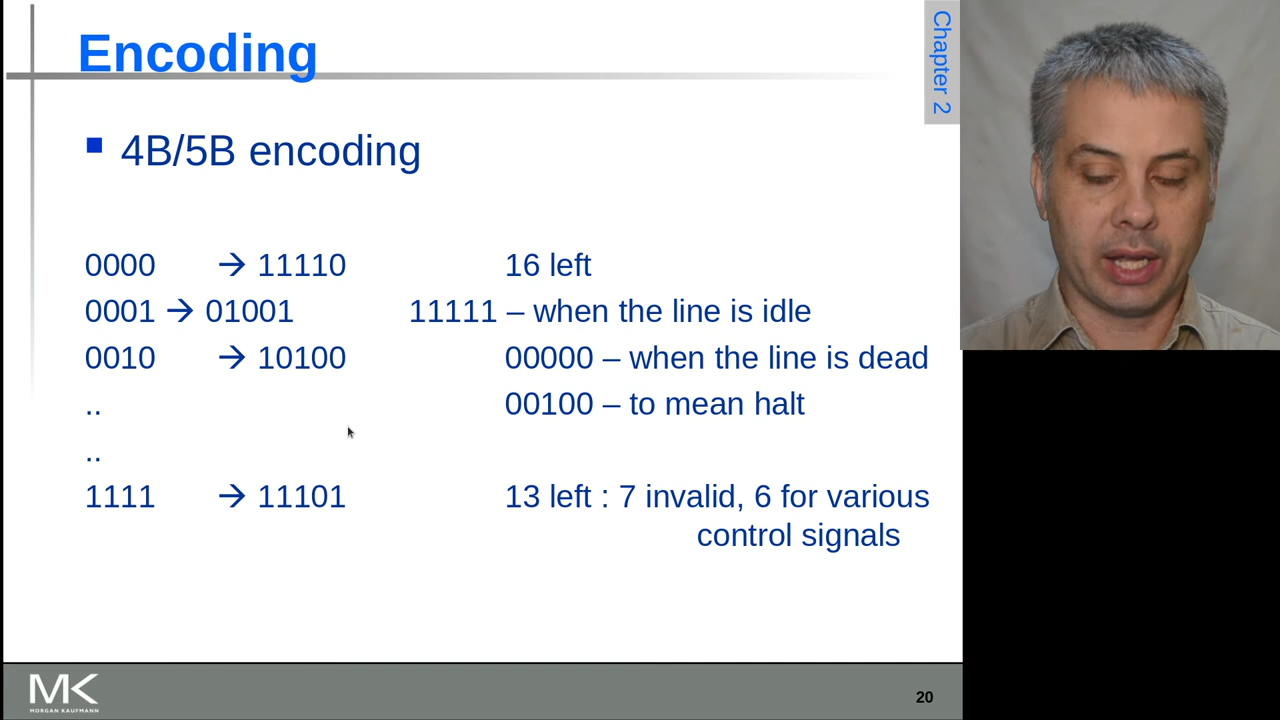 Encoding
Chapter 2
4B/5B encoding
0000 → 11110 16 left
0001 → 01001 11111 – when the line is idle
0010 → 10100 00000 – when the line is dead
.. 00100 – to mean halt
..
1111 → 11101 13 left : 7 invalid, 6 for various
control signals
MK
MORGAN KAUFMANN
20